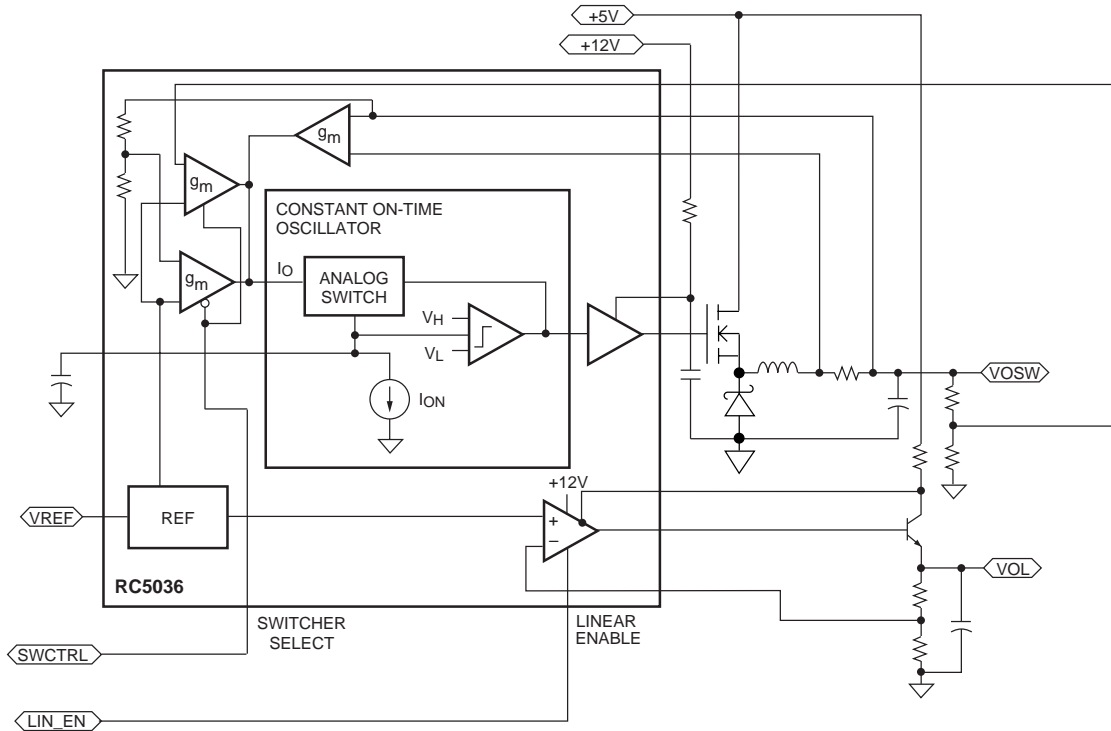 +5V
+12V
gm
gm
CONSTANT ON-TIME
OSCILLATOR
gm
IO
ANALOG
SWITCH
VH
VL
ION
VOSW
+12V
VREF
REF
+
–
RC5036
VOL
SWITCHER
SELECT
LINEAR
ENABLE
SWCTRL
LIN_EN